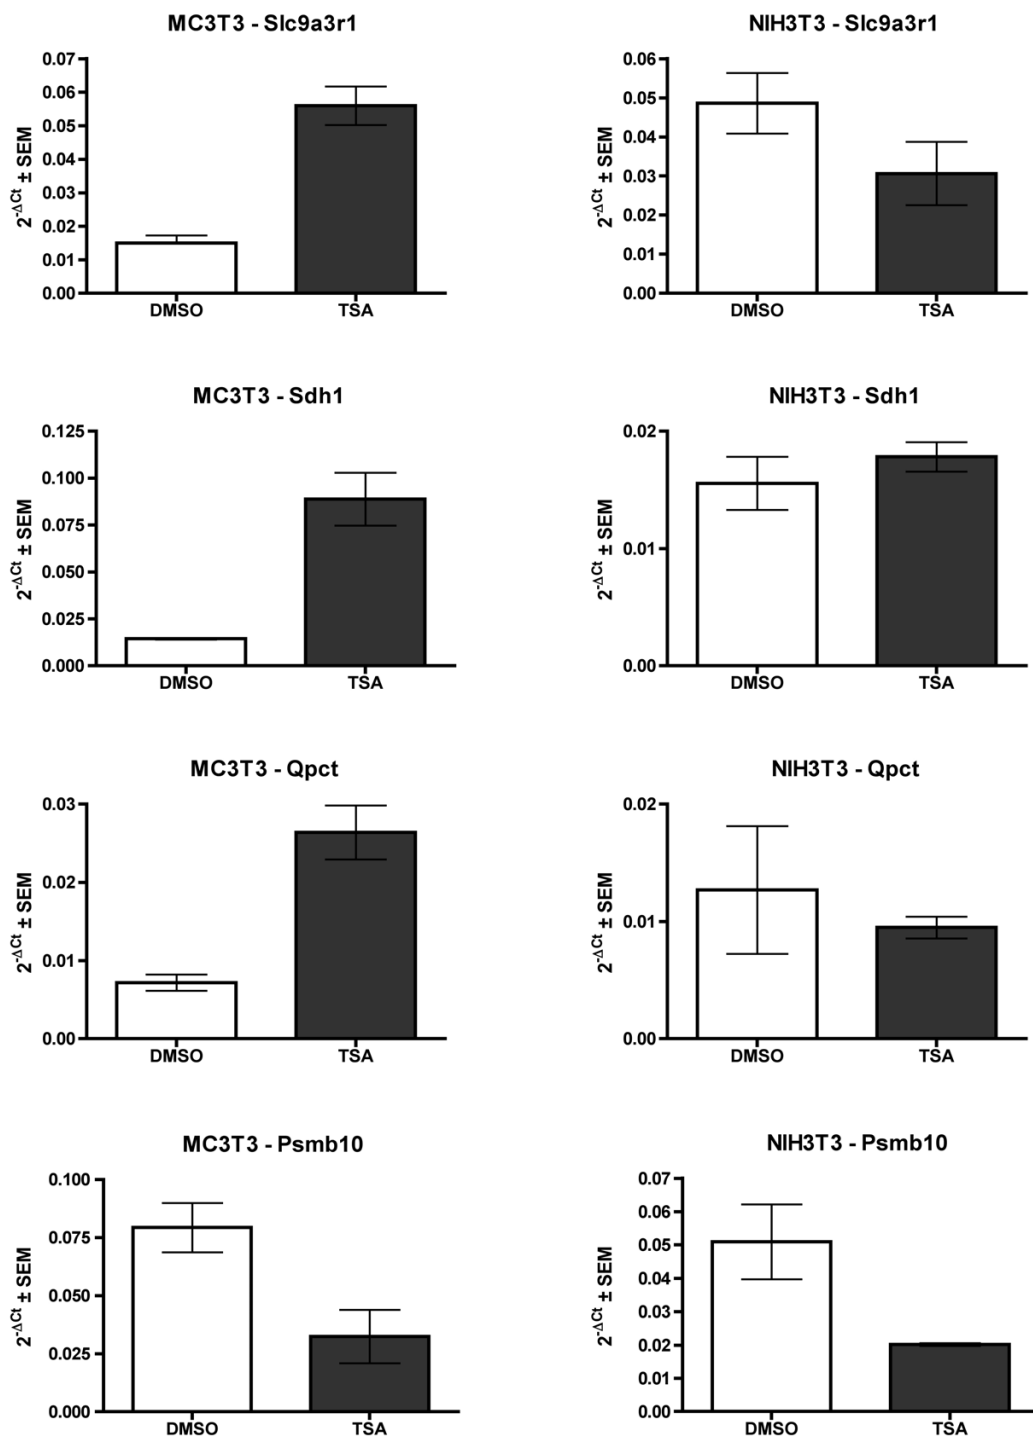 MC3T3 - Slc9a3r1
2-ΔCt ± SEM
0.07
0.06
0.05
0.04
0.03
0.02
0.01
0.00
DMSO TSA
NIH3T3 - Slc9a3r1
2-ΔCt ± SEM
0.06
0.05
0.04
0.03
0.02
0.01
0.00
DMSO TSA
MC3T3 - Sdh1
2-ΔCt ± SEM
0.125
0.100
0.075
0.050
0.025
0.000
DMSO TSA
NIH3T3 - Sdh1
2-ΔCt ± SEM
0.02
0.01
0.00
DMSO TSA
MC3T3 - Qpct
2-ΔCt ± SEM
0.03
0.02
0.01
0.00
DMSO TSA
NIH3T3 - Qpct
2-ΔCt ± SEM
0.02
0.01
0.00
DMSO TSA
MC3T3 - Psmb10
2-ΔCt ± SEM
0.100
0.075
0.050
0.025
0.000
DMSO TSA
NIH3T3 - Psmb10
2-ΔCt ± SEM
0.07
0.06
0.05
0.04
0.03
0.02
0.01
0.00
DMSO TSA